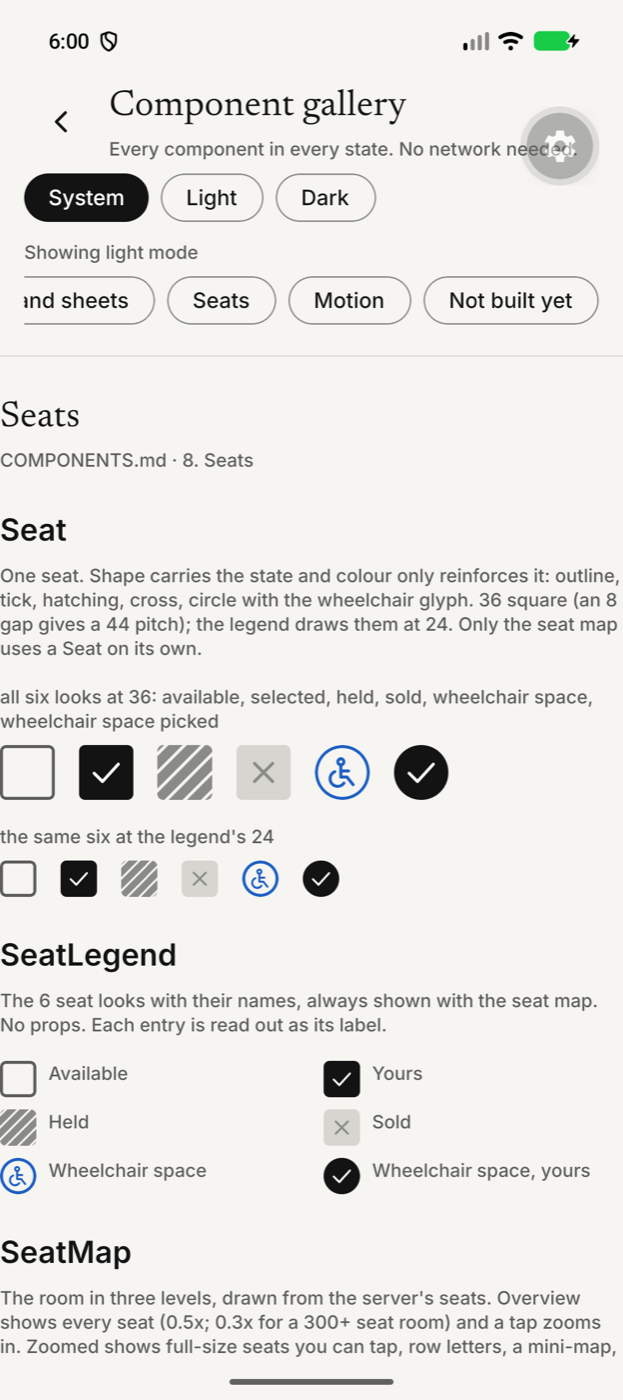 6:00
Component gallery
Every component in every state. No network needed.
System
Light
Dark
Showing light mode
and sheets
Seats
Motion
Not built yet
Seats
COMPONENTS.md · 8. Seats
Seat
One seat. Shape carries the state and colour only reinforces it: outline,
tick, hatching, cross, circle with the wheelchair glyph. 36 square (an 8
gap gives a 44 pitch); the legend draws them at 24. Only the seat map
uses a Seat on its own.
all six looks at 36: available, selected, held, sold, wheelchair space,
wheelchair space picked
the same six at the legend's 24
SeatLegend
The 6 seat looks with their names, always shown with the seat map.
No props. Each entry is read out as its label.
Available
Yours
Held
Sold
Wheelchair space
Wheelchair space, yours
SeatMap
The room in three levels, drawn from the server's seats. Overview
shows every seat (0.5x; 0.3x for a 300+ seat room) and a tap zooms
in. Zoomed shows full-size seats you can tap, row letters, a mini-map,